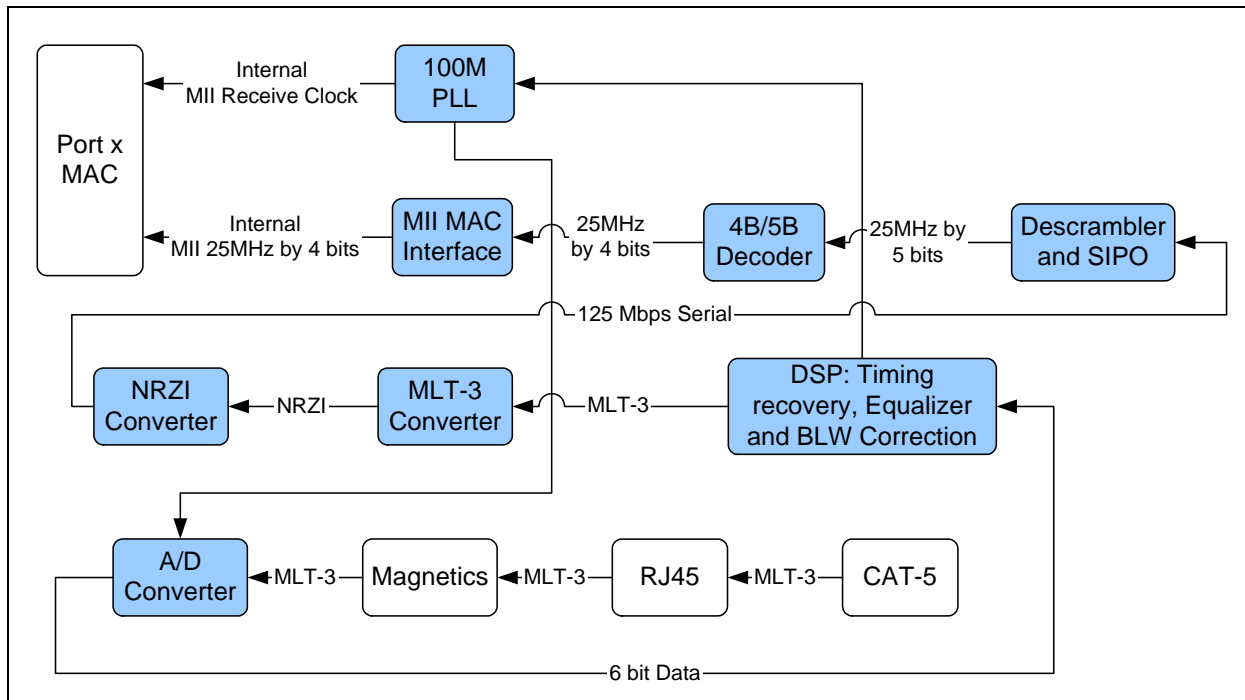 Internal
MII Receive Clock
100M
PLL
Port x
MAC
Internal
MII 25MHz by 4 bits
MII MAC
Interface
25MHz
by 4 bits
4B/5B
Decoder
25MHz by
5 bits
Descrambler
and SIPO
125 Mbps Serial
NRZI
Converter
NRZI
MLT-3
Converter
MLT-3
DSP: Timing
recovery, Equalizer
and BLW Correction
A/D
Converter
MLT-3
Magnetics
MLT-3
RJ45
MLT-3
CAT-5
6 bit Data